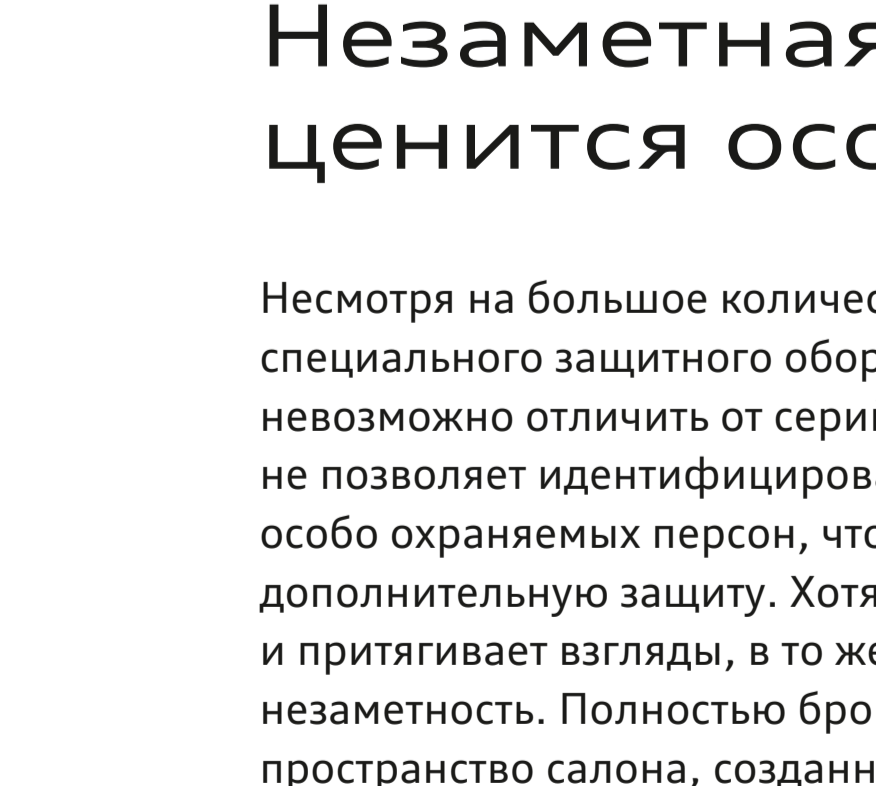 Незаметная
ценится осо
Несмотря на большое количес
специального защитного обор
невозможно отличить от серий
не позволяет идентифицирова
особо охраняемых персон, что
дополнительную защиту. Хотя
и притягивает взгляды, в то же
незаметность. Полностью бро
пространство салона, созданн